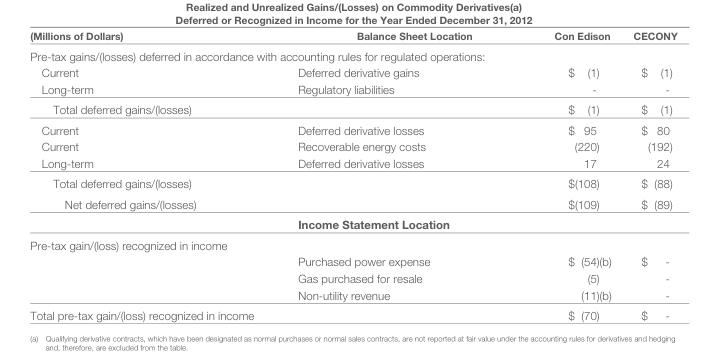 Realized and Unrealized Gains/(Losses) on Commodity Derivatives(a)
Deferred or Recognized in Income for the Year Ended December 31, 2012
(Millions of Dollars) Balance Sheet Location Con Edison CECONY
Pre-tax gains/(losses) deferred in accordance with accounting rules for regulated operations:
Current Deferred derivative gains $ (1) $ (1)
Long-term Regulatory liabilities - -
Total deferred gains/(losses) $ (1) $ (1)
Current Deferred derivative losses $ 95 $ 80
Current Recoverable energy costs (220) (192)
Long-term Deferred derivative losses 17 24
Total deferred gains/(losses) $(108) $ (88)
Net deferred gains/(losses) $(109) $ (89)
Income Statement Location
Pre-tax gain/(loss) recognized in income
Purchased power expense $ (54)(b) $ -
Gas purchased for resale (5) -
Non-utility revenue (11)(b) -
Total pre-tax gain/(loss) recognized in income $ (70) $ -
(a) Qualifying derivative contracts, which have been designated as normal purchases or normal sales contracts, are not reported at fair value under the accounting rules for derivatives and hedging
and, therefore, are excluded from the table.